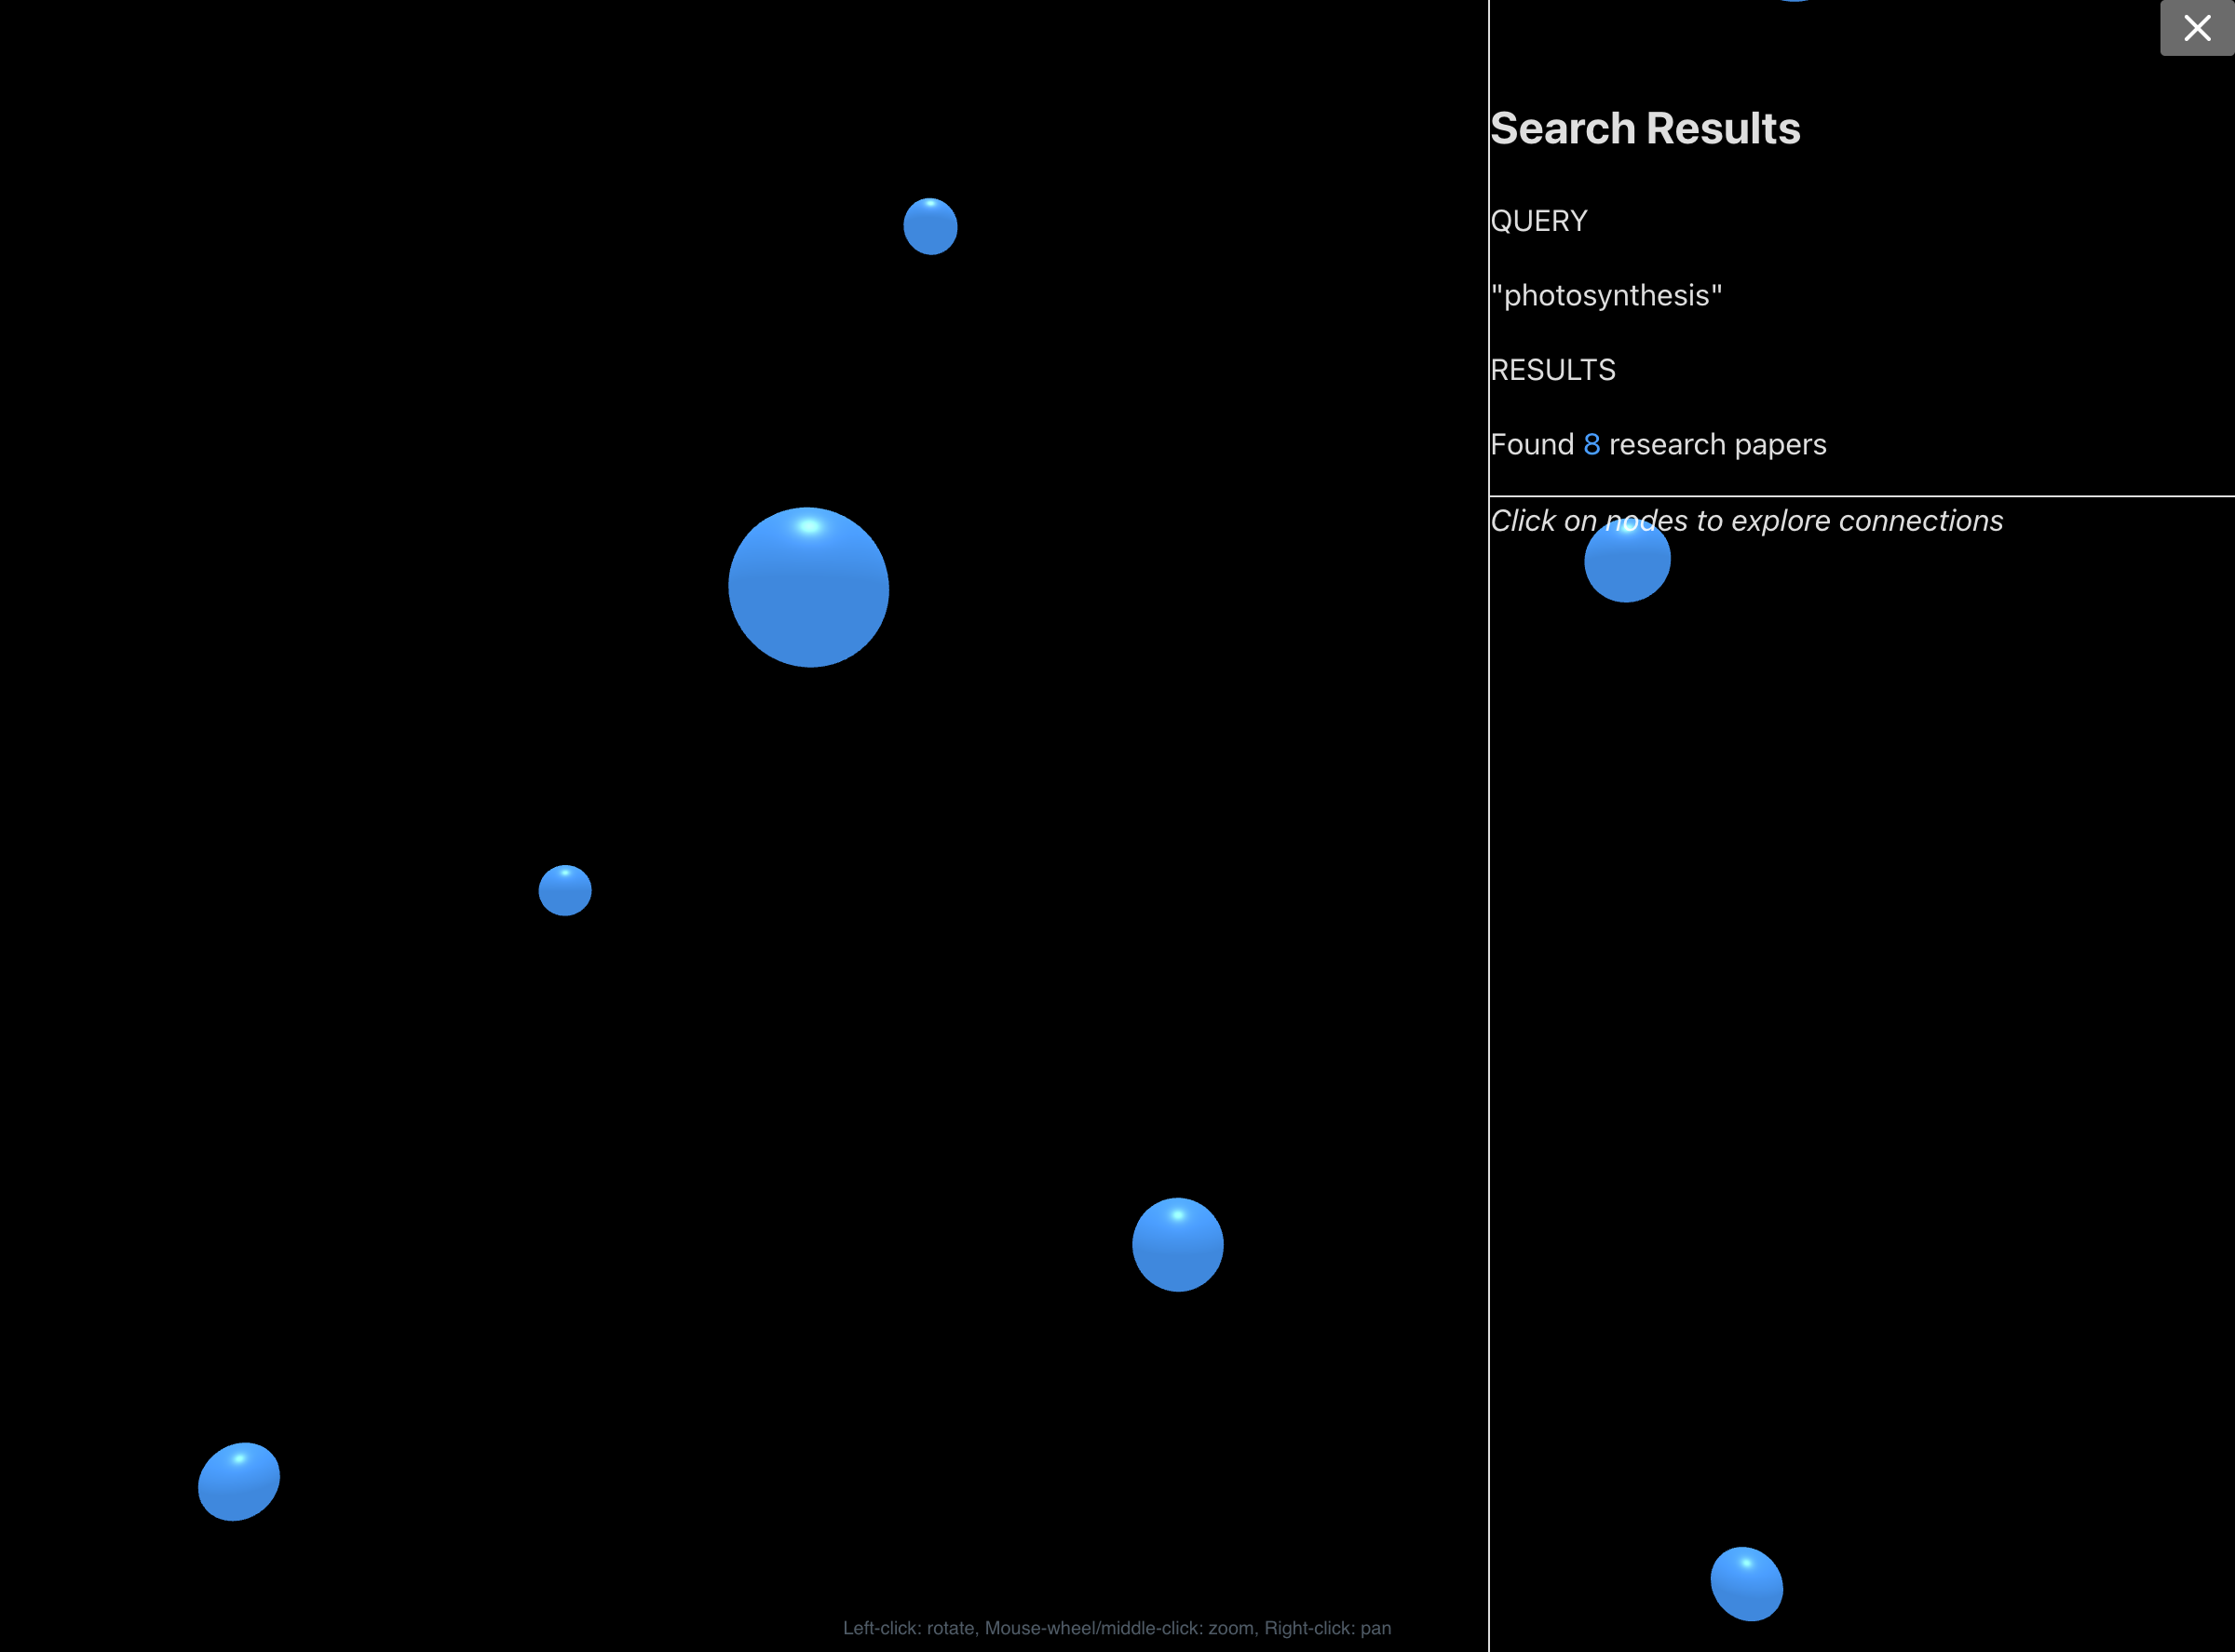 Search Results
QUERY
"photosynthesis"
RESULTS
Found 8 research papers
Click on nodes to explore connections
Left-click: rotate, Mouse-wheel/middle-click: zoom, Right-click: pan